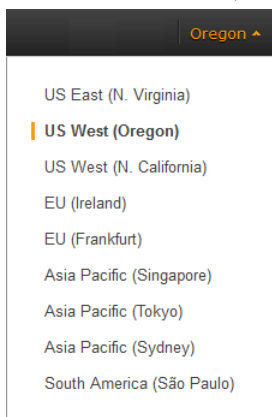 Oregon
US East (N. Virginia)
US West (Oregon)
US West (N. California)
EU (Ireland)
EU (Frankfurt)
Asia Pacific (Singapore)
Asia Pacific (Tokyo)
Asia Pacific (Sydney)
South America (São Paulo)